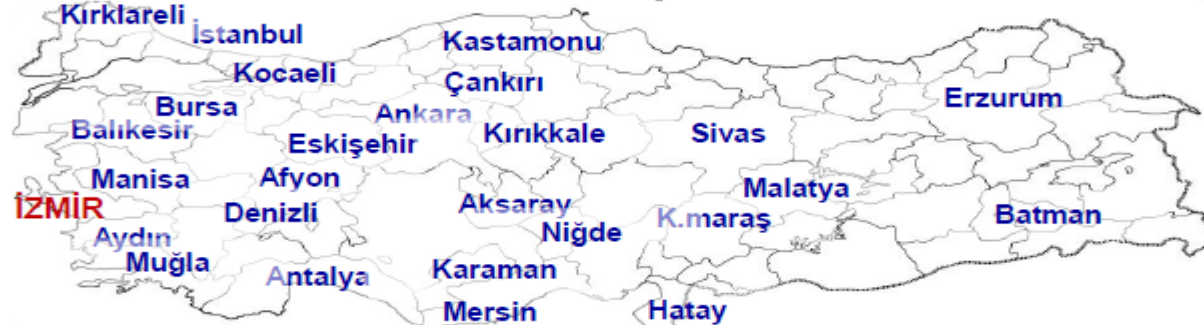 Kırklareli
İstanbul
Kastamonu
Kocaeli
Çankırı
Bursa
Ankara
Erzurum
Balıkesir
Eskişehir
Kırıkkale
Sivas
Manisa
Afyon
Malatya
İZMİR
Denizli
Aksaray
K.maraş
Batman
Aydın
Niğde
Muğla
Antalya
Karaman
Mersin
Hatay